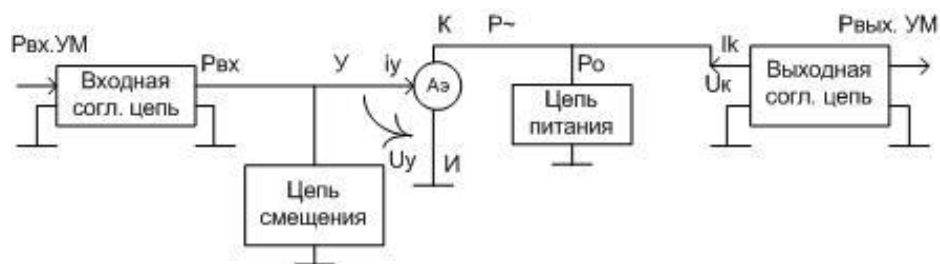 Рвх.УМ
Входная
согл. цепь
Рвх
У
iу
Uу
Цепь
смещения
К
Аэ
И
Р~
Ро
Цепь
питания
Ik
Uк
Выходная
согл. цепь
Рвых. УМ